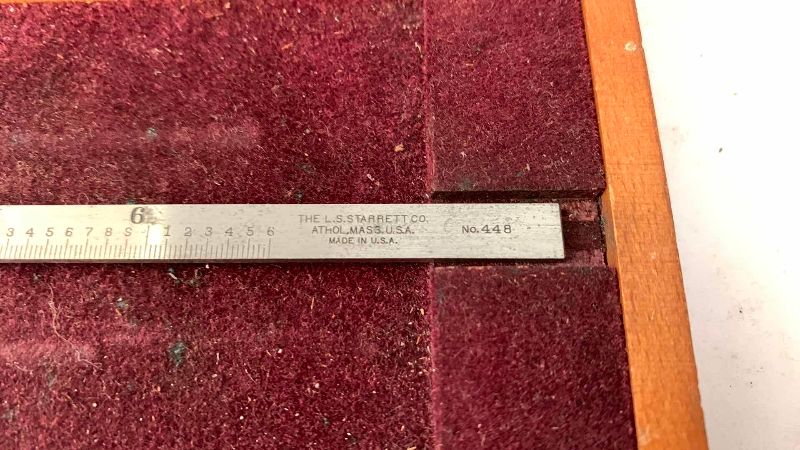 6
3 4 5 6 7 8 9 1 2 3 4 5 6
THE L.S. STARRETT CO.
ATHOL, MASS. U.S.A.
MADE IN U.S.A.
No. 448